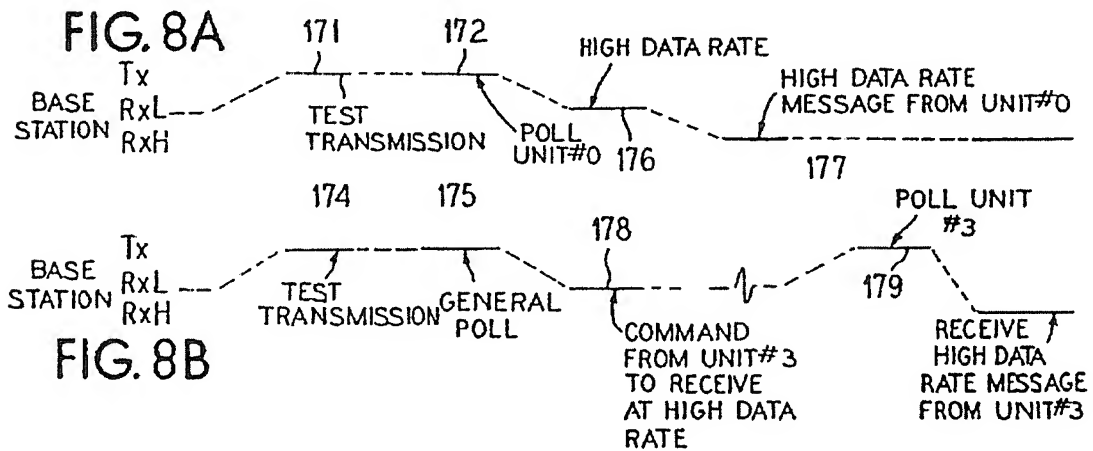 FIG. 8A
171
172
HIGH DATA RATE
Tx
BASE STATION
RxL
RxH
TEST
TRANSMISSION
POLL
UNIT#0
176
HIGH DATA RATE
MESSAGE FROM UNIT#0
177
174
175
178
POLL UNIT
#3
179
Tx
BASE STATION
RxL
RxH
TEST
TRANSMISSION
GENERAL
POLL
COMMAND
FROM UNIT#3
TO RECEIVE
AT HIGH DATA
RATE
RECEIVE
HIGH DATA
RATE MESSAGE
FROM UNIT#3
FIG. 8B